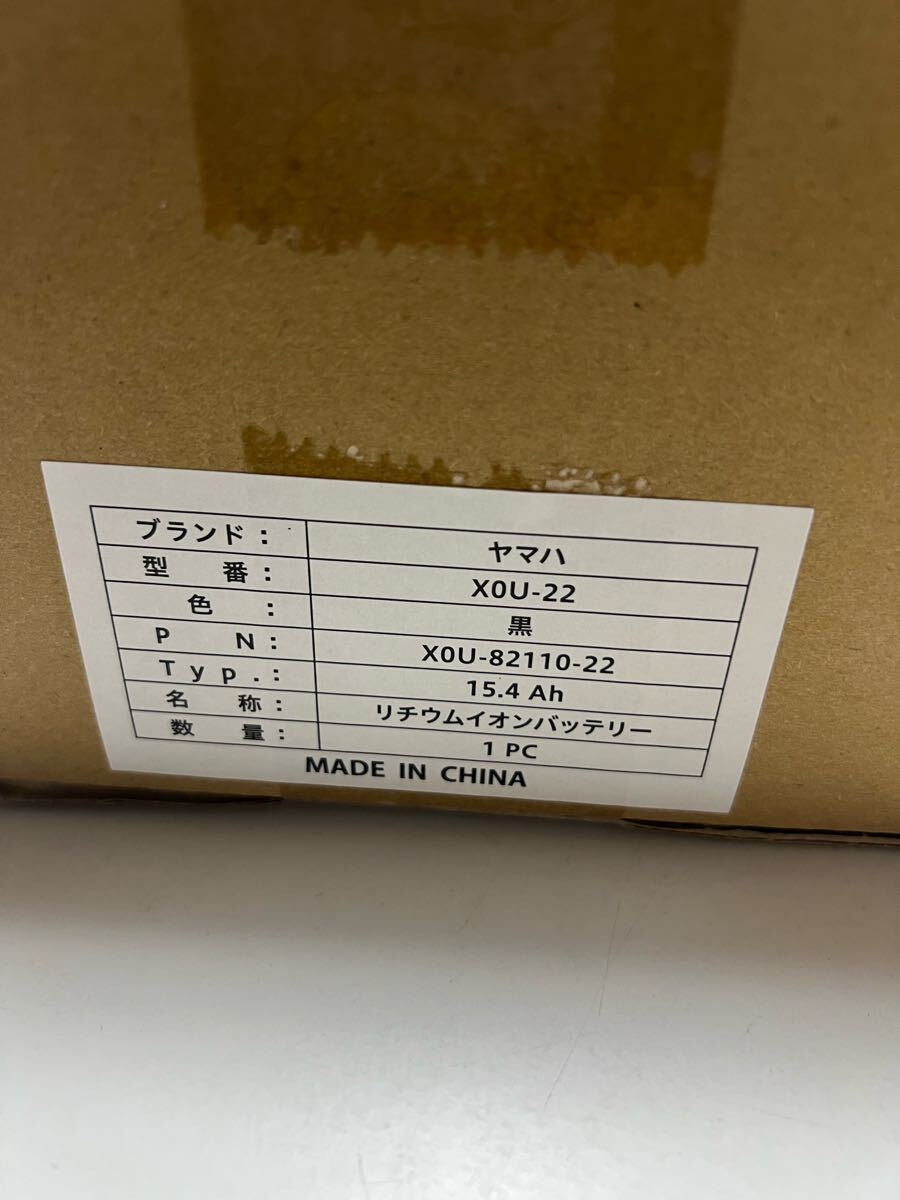 ブランド： ヤマハ
型 番： X0U-22
色 ： 黒
P N： X0U-82110-22
Typ.： 15.4 Ah
名 称： リチウムイオンバッテリー
数 量： 1 PC
MADE IN CHINA